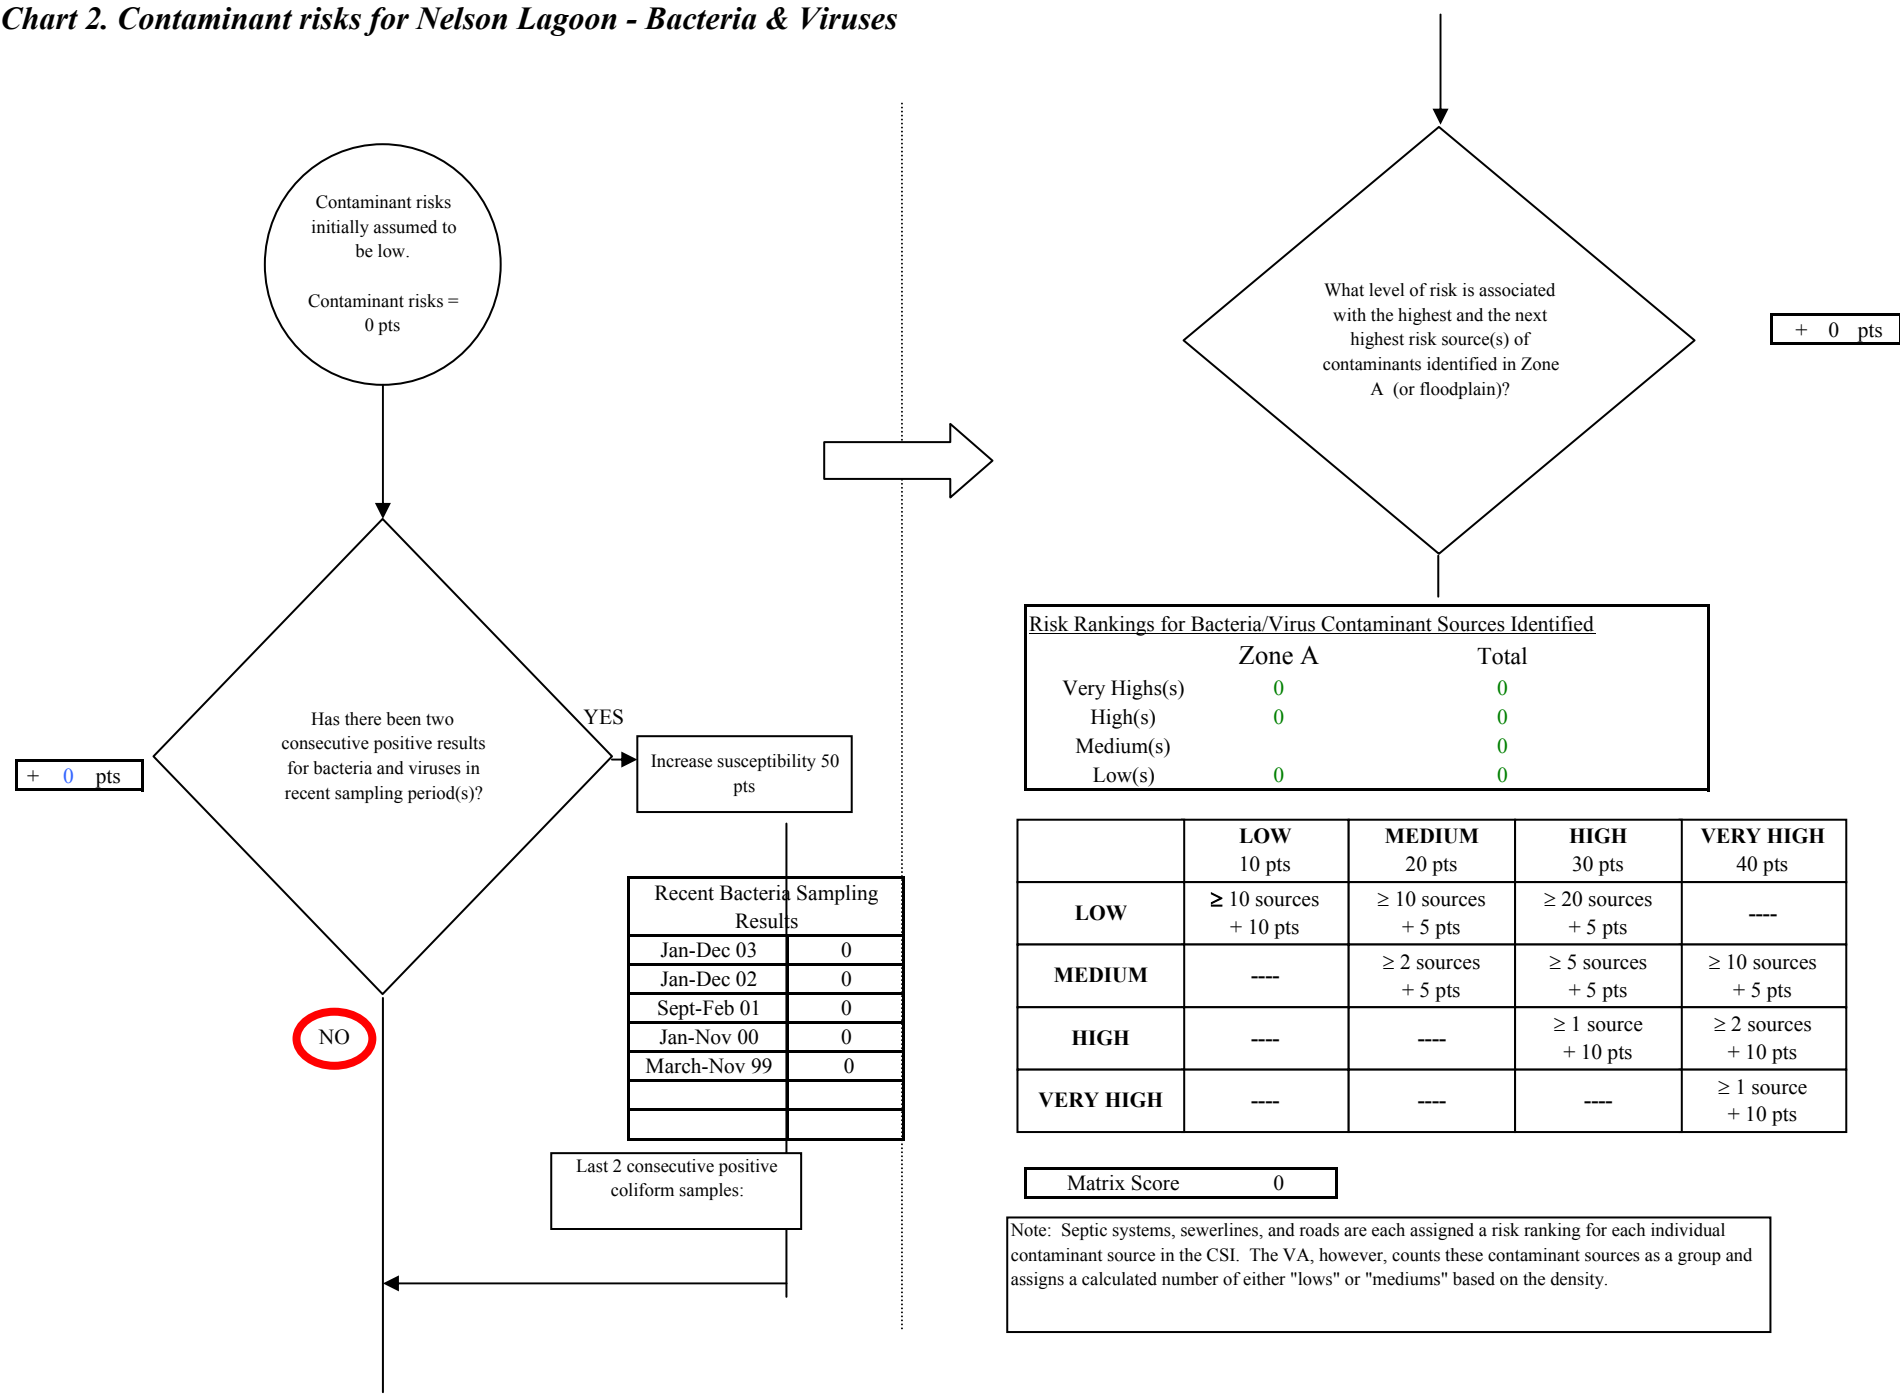 Chart 2. Contaminant risks for Nelson Lagoon - Bacteria & Viruses
Contaminant risks
initially assumed to
be low.
Contaminant risks =
0 pts
Has there been two
consecutive positive results
for bacteria and viruses in
recent sampling period(s)?
+ 0 pts
YES
Increase susceptibility 50
pts
NO
Recent Bacteria Sampling
Results
Jan-Dec 03 0
Jan-Dec 02 0
Sept-Feb 01 0
Jan-Nov 00 0
March-Nov 99 0
Last 2 consecutive positive
coliform samples:
What level of risk is associated
with the highest and the next
highest risk source(s) of
contaminants identified in Zone
A (or floodplain)?
+ 0 pts
Risk Rankings for Bacteria/Virus Contaminant Sources Identified
Zone A Total
Very Highs(s) 0 0
High(s) 0 0
Medium(s) 0
Low(s) 0 0
LOW MEDIUM HIGH VERY HIGH
10 pts 20 pts 30 pts 40 pts
LOW ≥ 10 sources ≥ 10 sources ≥ 20 sources ----
+ 10 pts + 5 pts + 5 pts
MEDIUM ---- ≥ 2 sources ≥ 5 sources ≥ 10 sources
+ 5 pts + 5 pts + 5 pts
HIGH ---- ---- ≥ 1 source ≥ 2 sources
+ 10 pts + 10 pts
VERY HIGH ---- ---- ---- ≥ 1 source
+ 10 pts
Matrix Score 0
Note: Septic systems, sewerlines, and roads are each assigned a risk ranking for each individual
contaminant source in the CSI. The VA, however, counts these contaminant sources as a group and
assigns a calculated number of either "lows" or "mediums" based on the density.